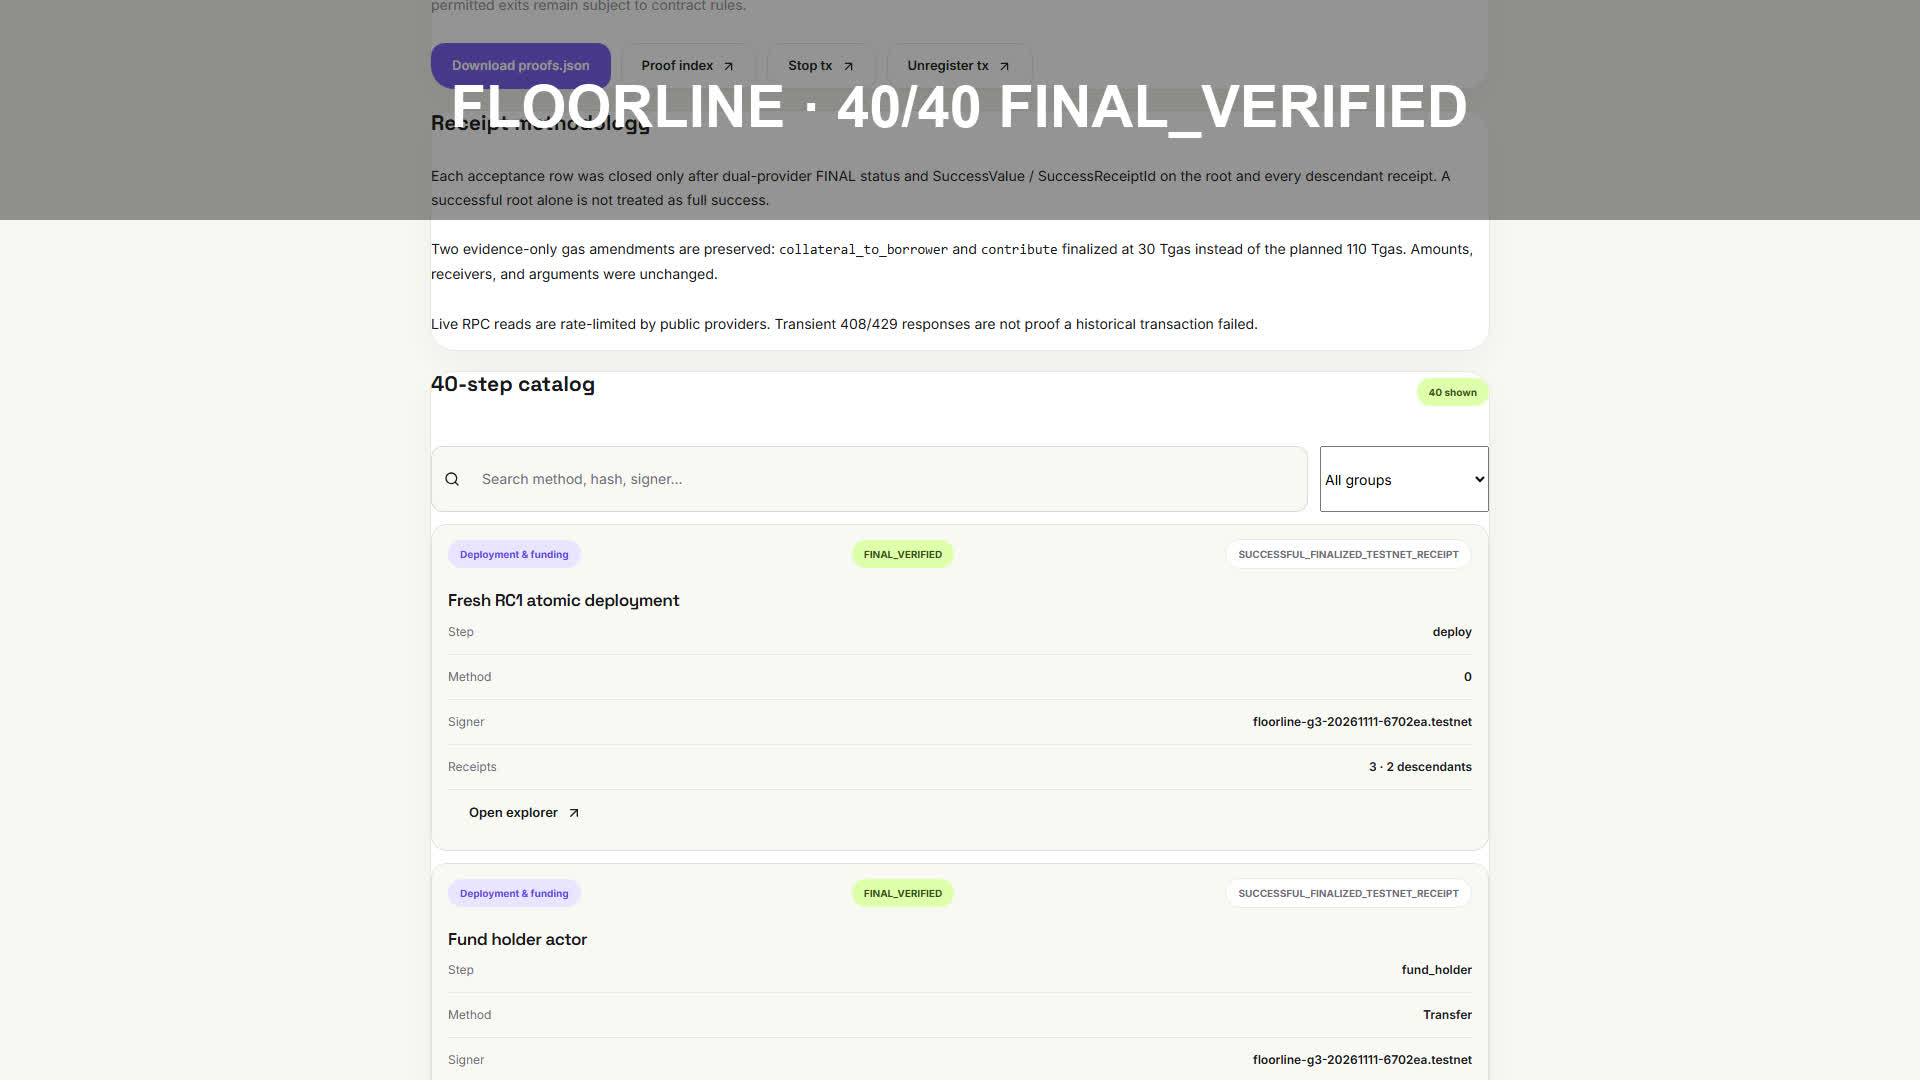 permitted exits remain subject to contract rules.
Download proofs.json
Proof index
Stop tx
Unregister tx
FLOORLINE · 40/40 FINAL_VERIFIED
Receipt methodology
Each acceptance row was closed only after dual-provider FINAL status and SuccessValue / SuccessReceiptId on the root and every descendant receipt. A
successful root alone is not treated as full success.
Two evidence-only gas amendments are preserved: collateral_to_borrower and contribute finalized at 30 Tgas instead of the planned 110 Tgas. Amounts,
receivers, and arguments were unchanged.
Live RPC reads are rate-limited by public providers. Transient 408/429 responses are not proof a historical transaction failed.
40-step catalog
40 shown
Search method, hash, signer...
All groups
Deployment & funding
FINAL_VERIFIED
SUCCESSFUL_FINALIZED_TESTNET_RECEIPT
Fresh RC1 atomic deployment
Step
deploy
Method
0
Signer
floorline-g3-20261111-6702ea.testnet
Receipts
3 · 2 descendants
Open explorer
Deployment & funding
FINAL_VERIFIED
SUCCESSFUL_FINALIZED_TESTNET_RECEIPT
Fund holder actor
Step
fund_holder
Method
Transfer
Signer
floorline-g3-20261111-6702ea.testnet